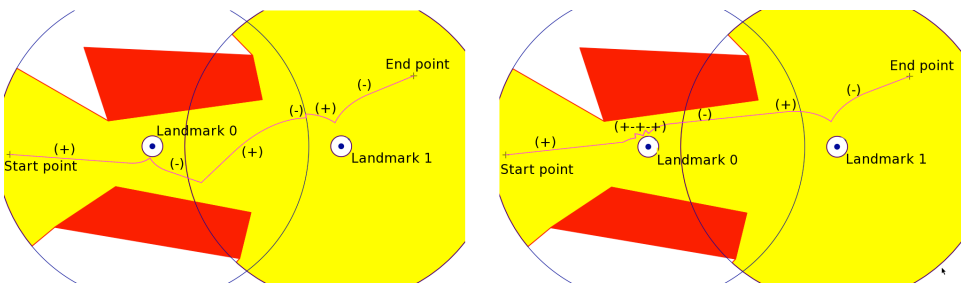 End point
(-)
(-)
(+)
Landmark 0
(+)
(-)
(+)
Start point
Landmark 1
End point
(-)
(+)
(-)
(+-+-+)
(+)
Start point
Landmark 0
Landmark 1